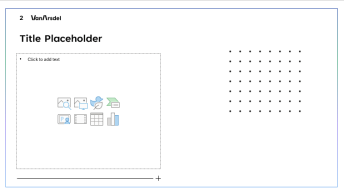 2 VanArsdel
Title Placeholder
• Click to add text